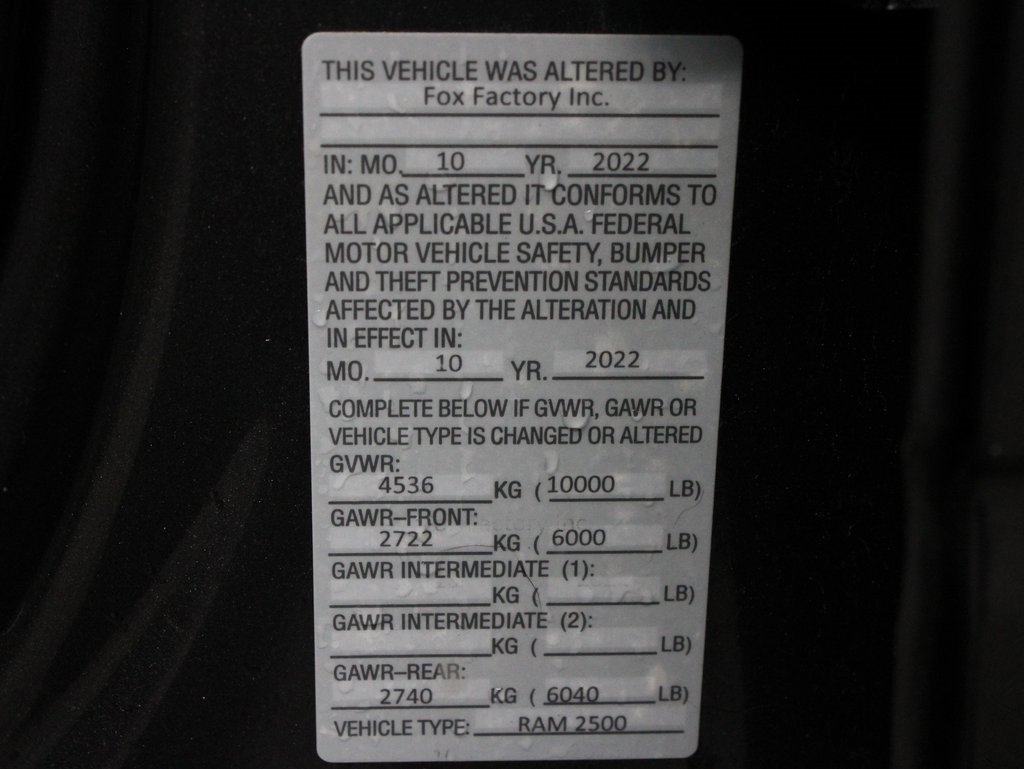 THIS VEHICLE WAS ALTERED BY:
Fox Factory Inc.
IN: MO. 10 YR. 2022
AND AS ALTERED IT CONFORMS TO
ALL APPLICABLE U.S.A. FEDERAL
MOTOR VEHICLE SAFETY, BUMPER
AND THEFT PREVENTION STANDARDS
AFFECTED BY THE ALTERATION AND
IN EFFECT IN:
MO. 10 YR. 2022
COMPLETE BELOW IF GVWR, GAWR OR
VEHICLE TYPE IS CHANGED OR ALTERED
GVWR:
4536 KG (10000 LB)
GAWR–FRONT:
2722 KG ( 6000 LB)
GAWR INTERMEDIATE (1):
KG ( LB)
GAWR INTERMEDIATE (2):
KG ( LB)
GAWR–REAR:
2740 KG ( 6040 LB)
VEHICLE TYPE: RAM 2500